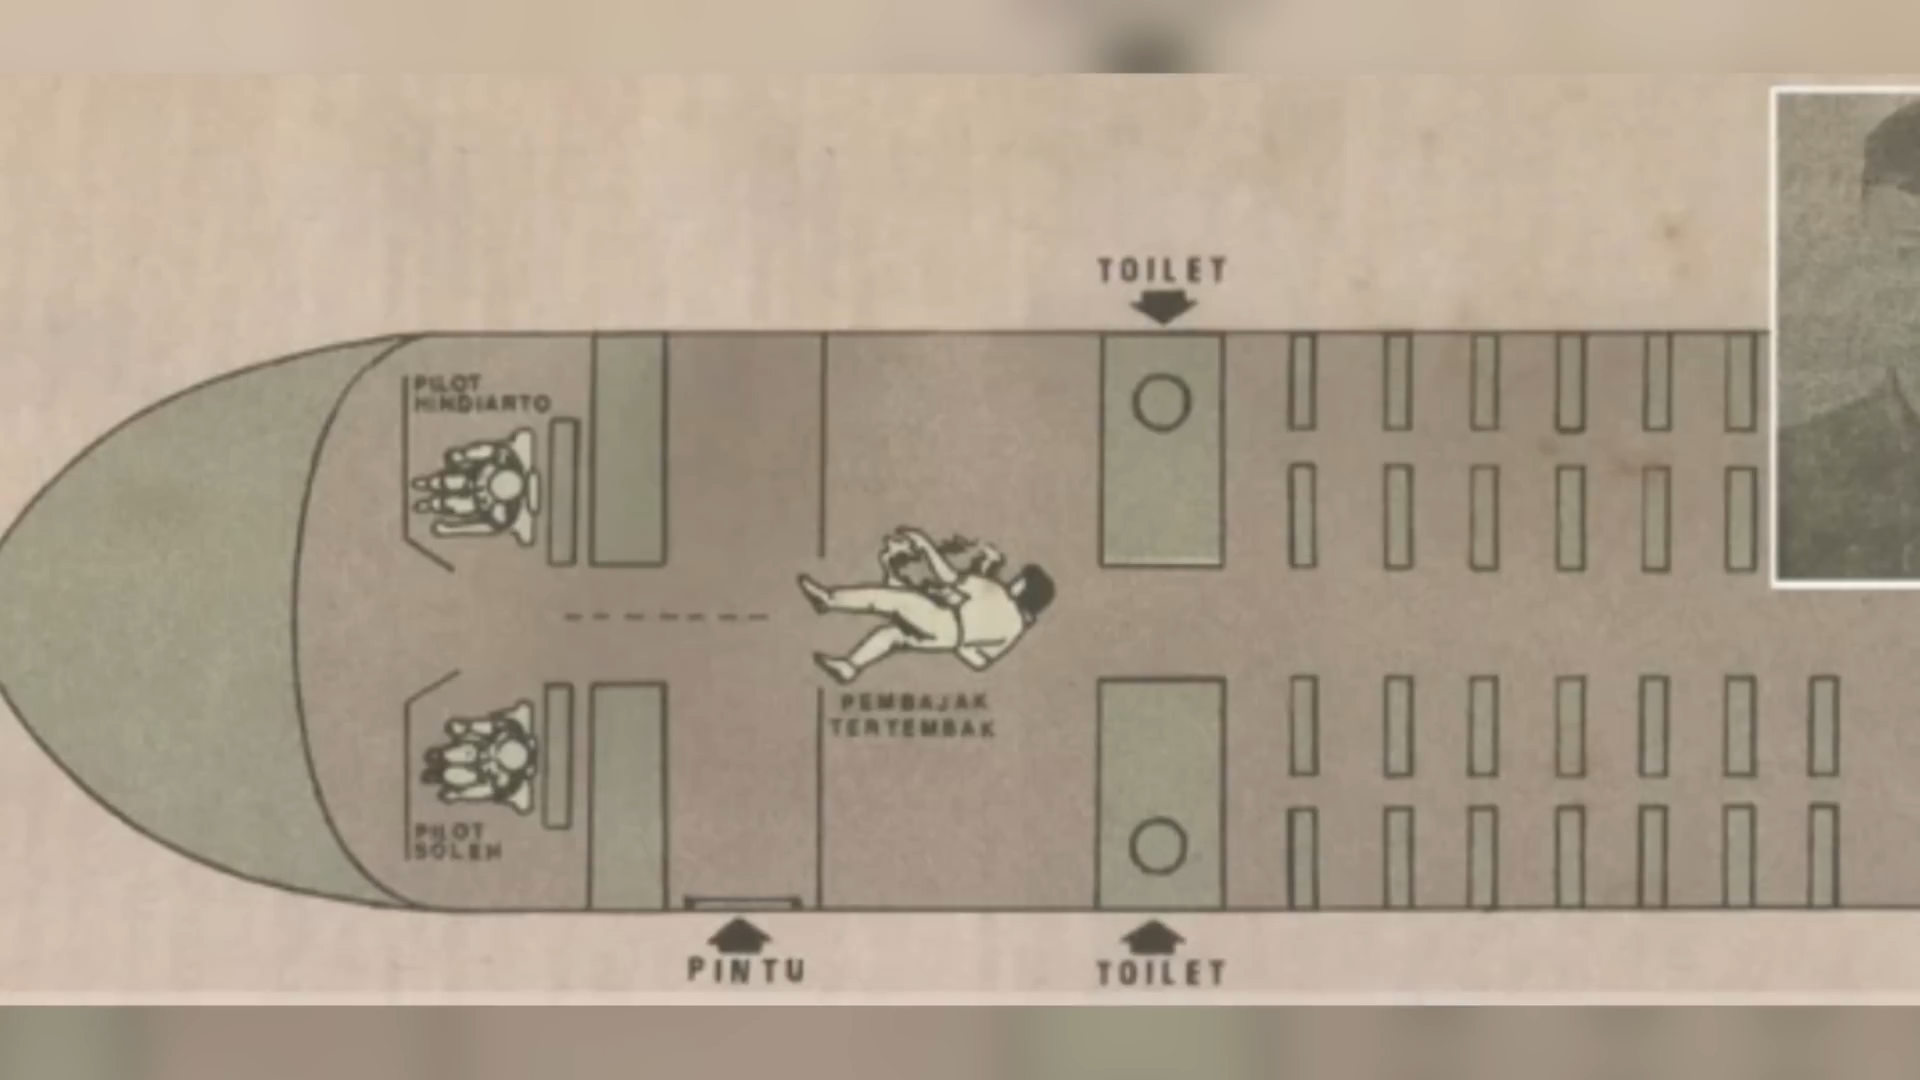 TOILET
PILOT
HINDIARTO
PEMBAJAK
TERTEMBAK
PILOT
SOLEH
PINTU
TOILET